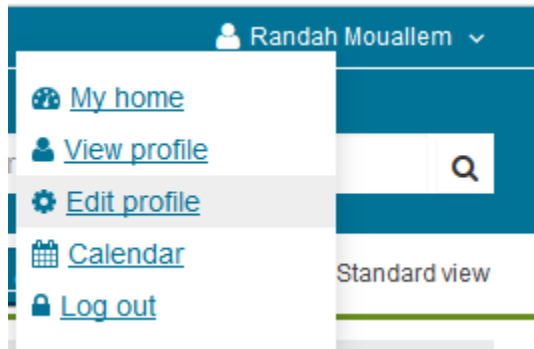 Randah Mouallem
My home
View profile
Edit profile
Calendar
Standard view
Log out